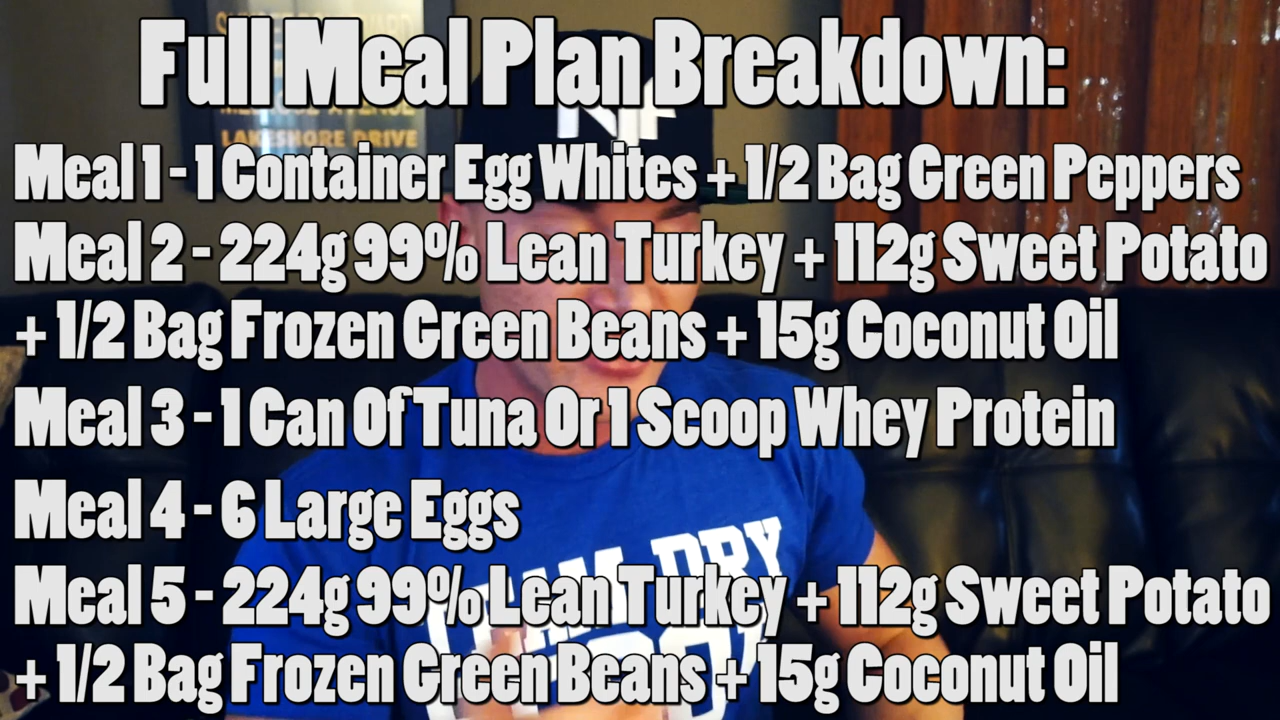 Full Meal Plan Breakdown:
Meal 1 - 1 Container Egg Whites + 1/2 Bag Green Peppers
Meal 2 - 224g 99% Lean Turkey + 112g Sweet Potato
+ 1/2 Bag Frozen Green Beans + 15g Coconut Oil
Meal 3 - 1 Can Of Tuna Or 1 Scoop Whey Protein
Meal 4 - 6 Large Eggs
Meal 5 - 224g 99% Lean Turkey + 112g Sweet Potato
+ 1/2 Bag Frozen Green Beans + 15g Coconut Oil
LAKESHORE DRIVE